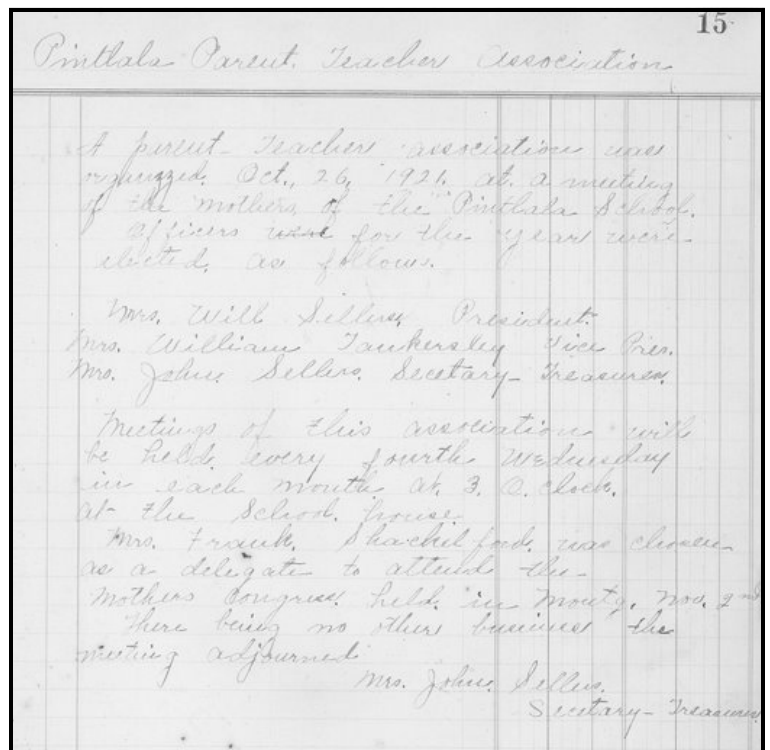 15
Pintlala Parent Teacher Association
A parent-Teachers association was
organized. Oct., 26, 1921. at. a meeting
of the mothers of the Pintlala School.
Officers were for the year were
elected. as follows.
Mrs. Will Sellers, President.
Mrs. William Tankersley Vice Pres.
Mrs. John Sellers. Secetary-Treasurer.
Meetings of this association will
be held every fourth Wednesday
in each month at. 3. O.clock.
at the School house.
Mrs. Frank. Shackelford. was chosen
as a delegate to attend the
Mothers Congress. held. in Montg. Nov. 2nd
There being no other business the
meeting adjourned
Mrs. John Sellers.
Secetary-Treasurer